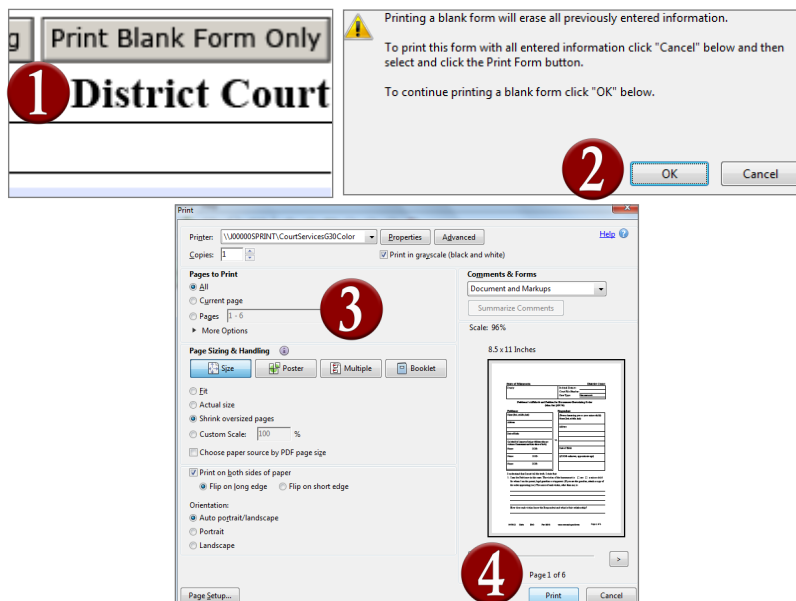 g Print Blank Form Only
1 District Court
Printing a blank form will erase all previously entered information.
To print this form with all entered information click "Cancel" below and then
select and click the Print Form button.
To continue printing a blank form click "OK" below.
2 OK Cancel
Print
Printer: \\J00000SPRINT\CourtServicesG30Color Properties Advanced Help
Copies: 1 Print in grayscale (black and white)
Pages to Print
All
Current page
Pages 1 - 6
More Options
3
Comments & Forms
Document and Markups
Summarize Comments
Scale: 96%
8.5 x 11 Inches
Page Sizing & Handling
Size Poster Multiple Booklet
Fit
Actual size
Shrink oversized pages
Custom Scale: 100 %
Choose paper source by PDF page size
Print on both sides of paper
Flip on long edge Flip on short edge
Orientation:
Auto portrait/landscape
Portrait
Landscape
4
>
Page 1 of 6
Page Setup... Print Cancel